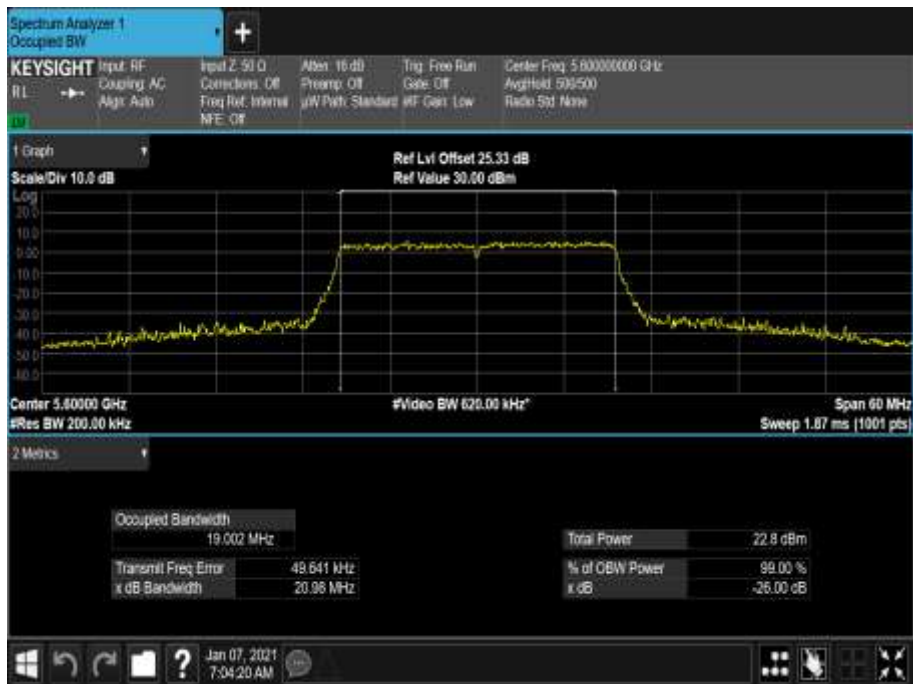 Spectrum Analyzer 1
Occupied BW
+
KEYSIGHT
RL
Input: RF
Coupling: AC
Align: Auto
Input Z: 50 Ω
Corrections: Off
Freq Ref: Internal
NFE: Off
Atten: 16 dB
Preamp: Off
µW Path: Standard
Trig: Free Run
Gate: Off
#IF Gain: Low
Center Freq: 5.600000000 GHz
Avg|Hold: 500/500
Radio Std: None
1 Graph
Scale/Div 10.0 dB
Ref Lvl Offset 25.33 dB
Ref Value 30.00 dBm
Log
20.0
10.0
0.00
-10.0
-20.0
-30.0
-40.0
-50.0
-60.0
Center 5.60000 GHz
#Res BW 200.00 kHz
#Video BW 620.00 kHz*
Span 60 MHz
Sweep 1.87 ms (1001 pts)
2 Metrics
Occupied Bandwidth
19.002 MHz
Transmit Freq Error 49.641 kHz
x dB Bandwidth 20.96 MHz
Total Power 22.8 dBm
% of OBW Power 99.00 %
x dB -26.00 dB
?
Jan 07, 2021
7:04:20 AM